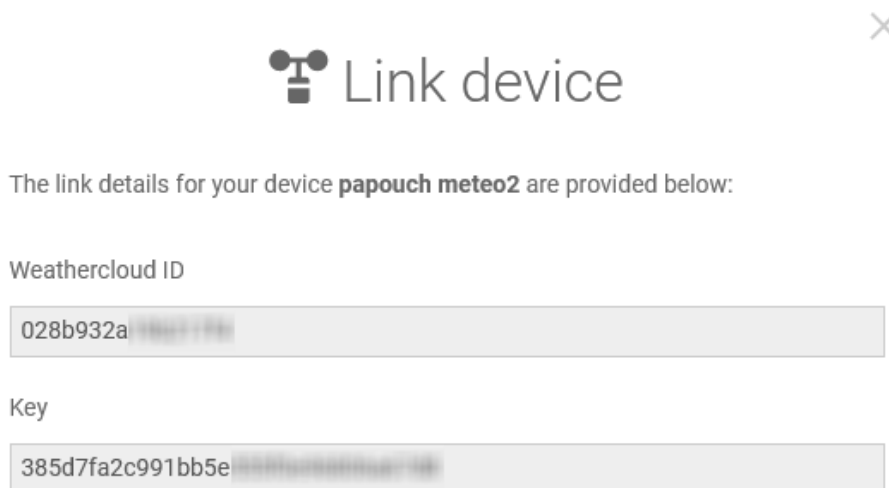 Link device
The link details for your device papouch meteo2 are provided below:
Weathercloud ID
028b932a
Key
385d7fa2c991bb5e